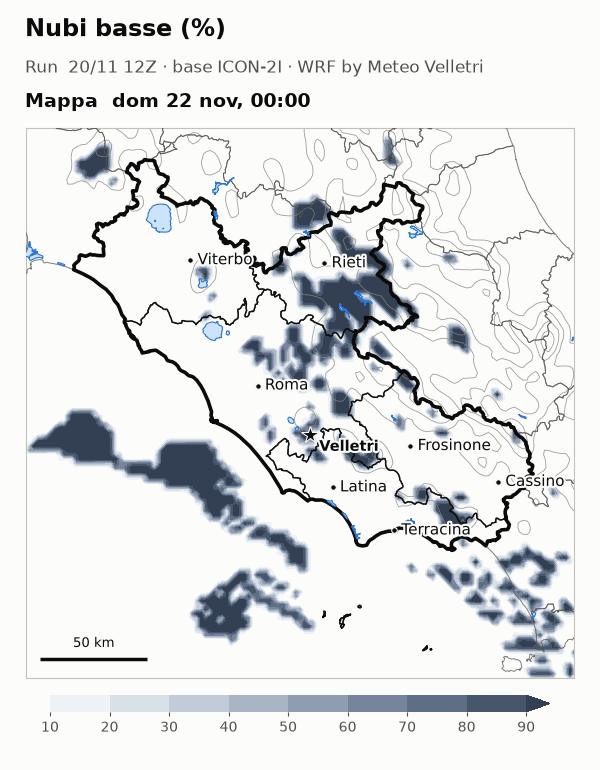 Nubi basse (%)
Run 20/11 12Z · base ICON-2I · WRF by Meteo Velletri
Mappa dom 22 nov, 00:00
Viterbo
Rieti
Roma
Velletri
Frosinone
Latina
Cassino
Terracina
50 km
10 20 30 40 50 60 70 80 90